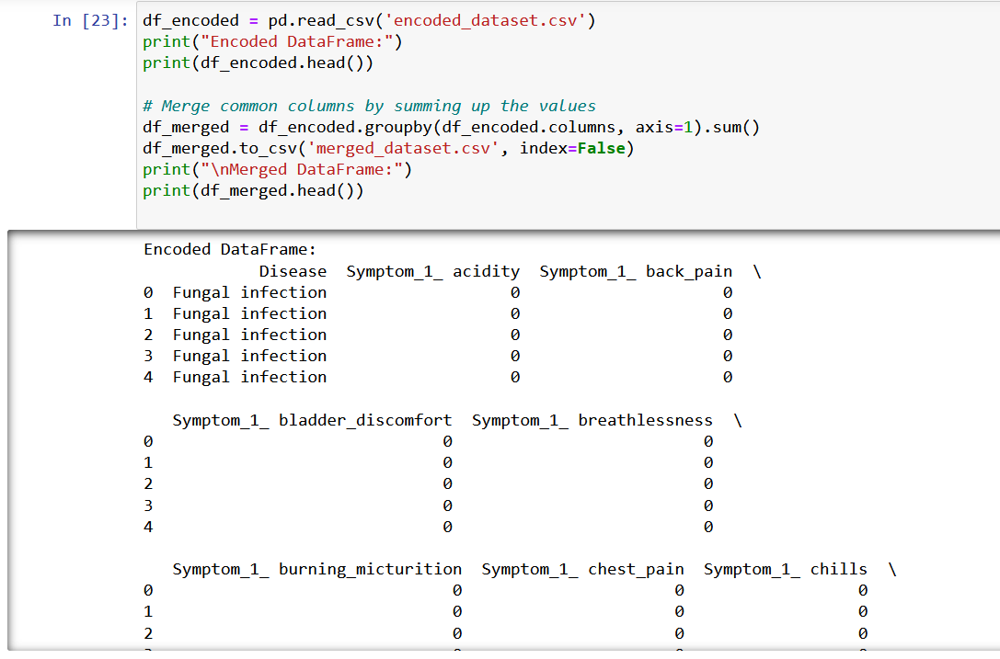 In [23]: df_encoded = pd.read_csv('encoded_dataset.csv')
print("Encoded DataFrame:")
print(df_encoded.head())
# Merge common columns by summing up the values
df_merged = df_encoded.groupby(df_encoded.columns, axis=1).sum()
df_merged.to_csv('merged_dataset.csv', index=False)
print("\nMerged DataFrame:")
print(df_merged.head())
Encoded DataFrame:
Disease Symptom_1_ acidity Symptom_1_ back_pain \
0 Fungal infection 0 0
1 Fungal infection 0 0
2 Fungal infection 0 0
3 Fungal infection 0 0
4 Fungal infection 0 0
Symptom_1_ bladder_discomfort Symptom_1_ breathlessness \
0 0 0
1 0 0
2 0 0
3 0 0
4 0 0
Symptom_1_ burning_micturition Symptom_1_ chest_pain Symptom_1_ chills \
0 0 0 0
1 0 0 0
2 0 0 0